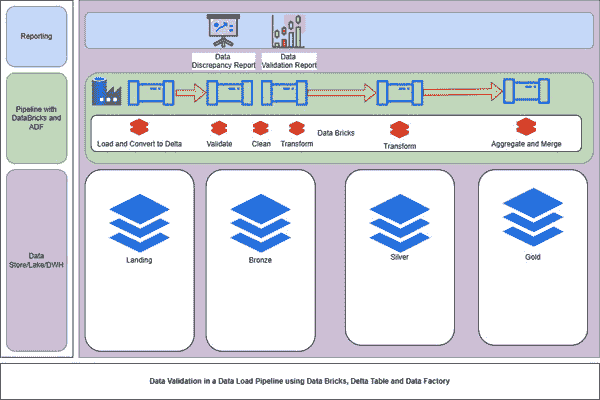 Reporting
Data
Discrepancy Report
Data
Validation Report
Pipeline with
DataBricks and
ADF
Data Bricks
Load and Convert to Delta
Validate
Clean
Transform
Transform
Aggregate and Merge
Data
Store/Lake/DWH
Landing
Bronze
Silver
Gold
Data Validation in a Data Load Pipeline using Data Bricks, Delta Table and Data Factory